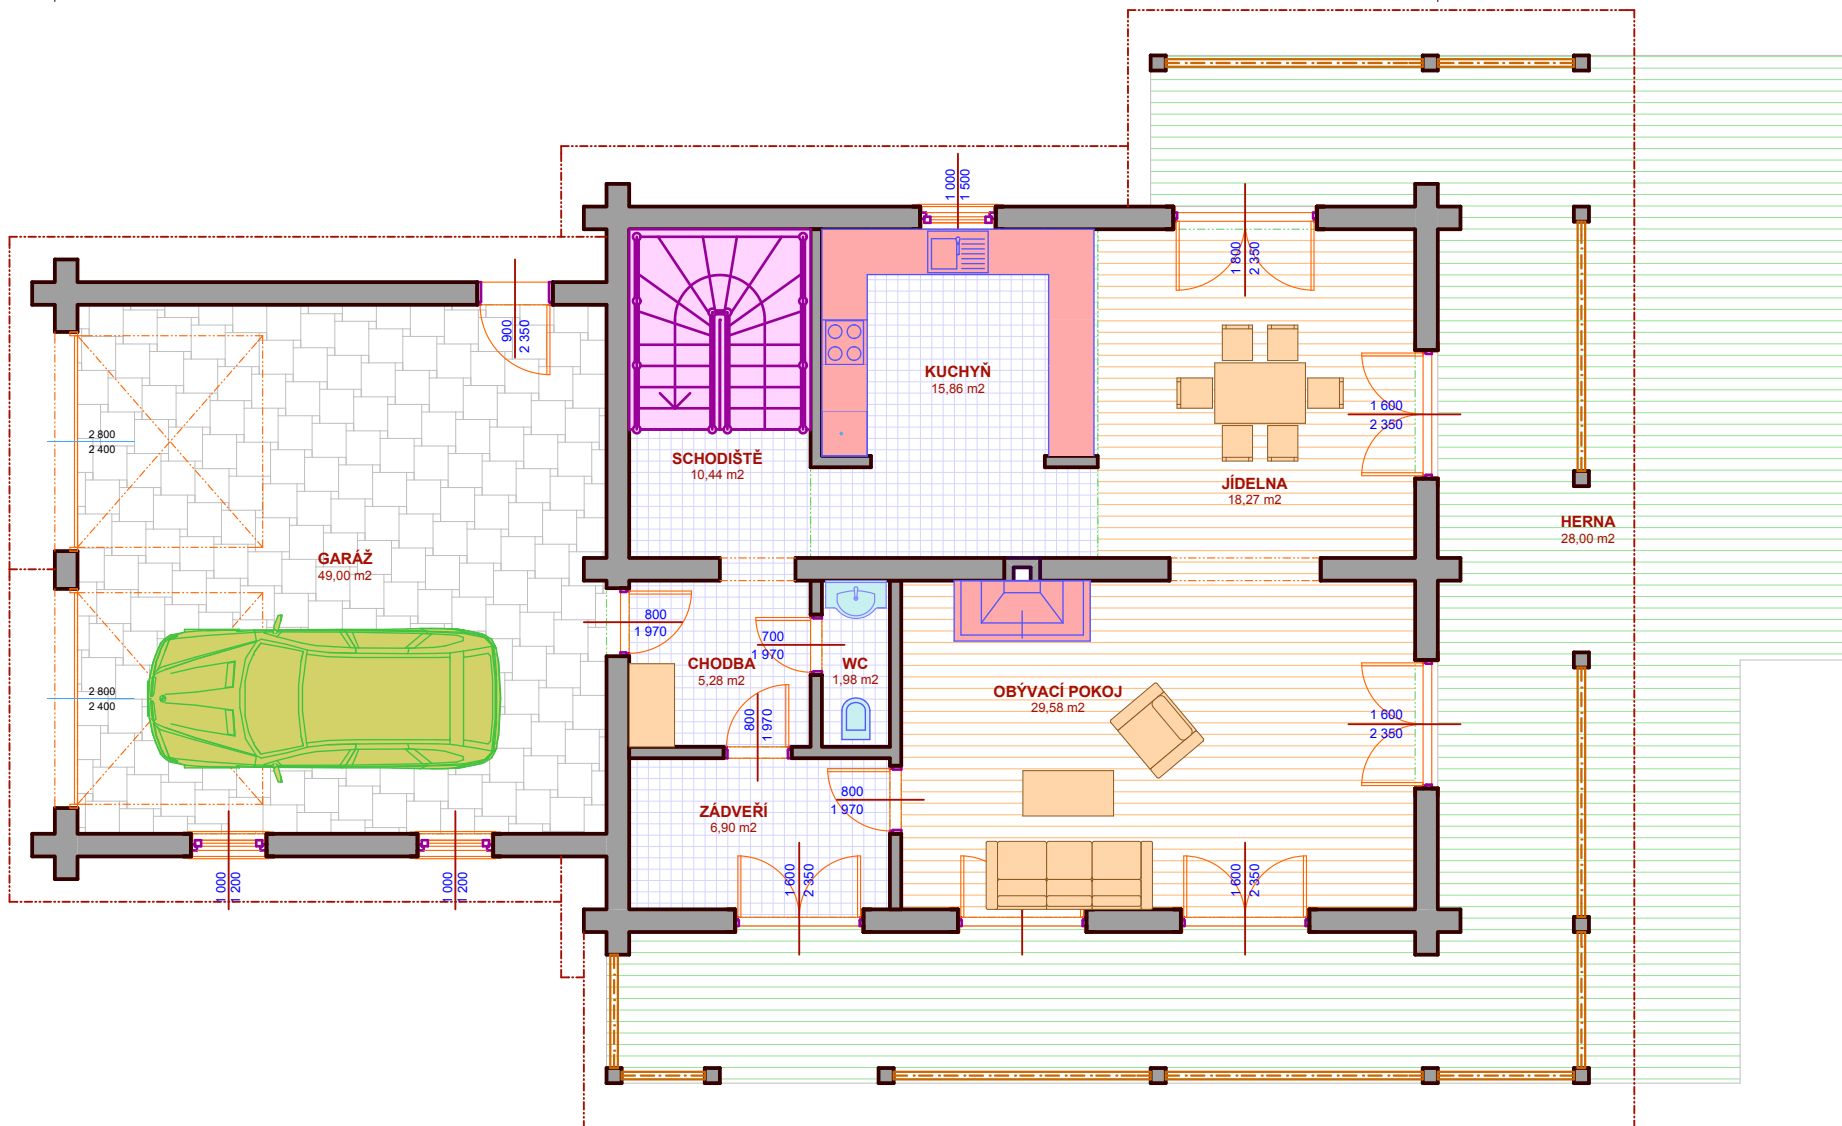 1 000
1 500
1 800
2 350
900
2 350
KUCHYŇ
15,86 m2
1 600
2 350
2 800
2 400
SCHODIŠTĚ
10,44 m2
JÍDELNA
18,27 m2
HERNA
28,00 m2
GARÁŽ
49,00 m2
800
1 970
700
1 970
CHODBA
5,28 m2
WC
1,98 m2
OBÝVACÍ POKOJ
29,58 m2
2 800
2 400
800
1 970
1 600
2 350
ZÁDVEŘÍ
6,90 m2
800
1 970
1 000
1 200
1 000
1 200
1 600
2 350
1 600
2 350